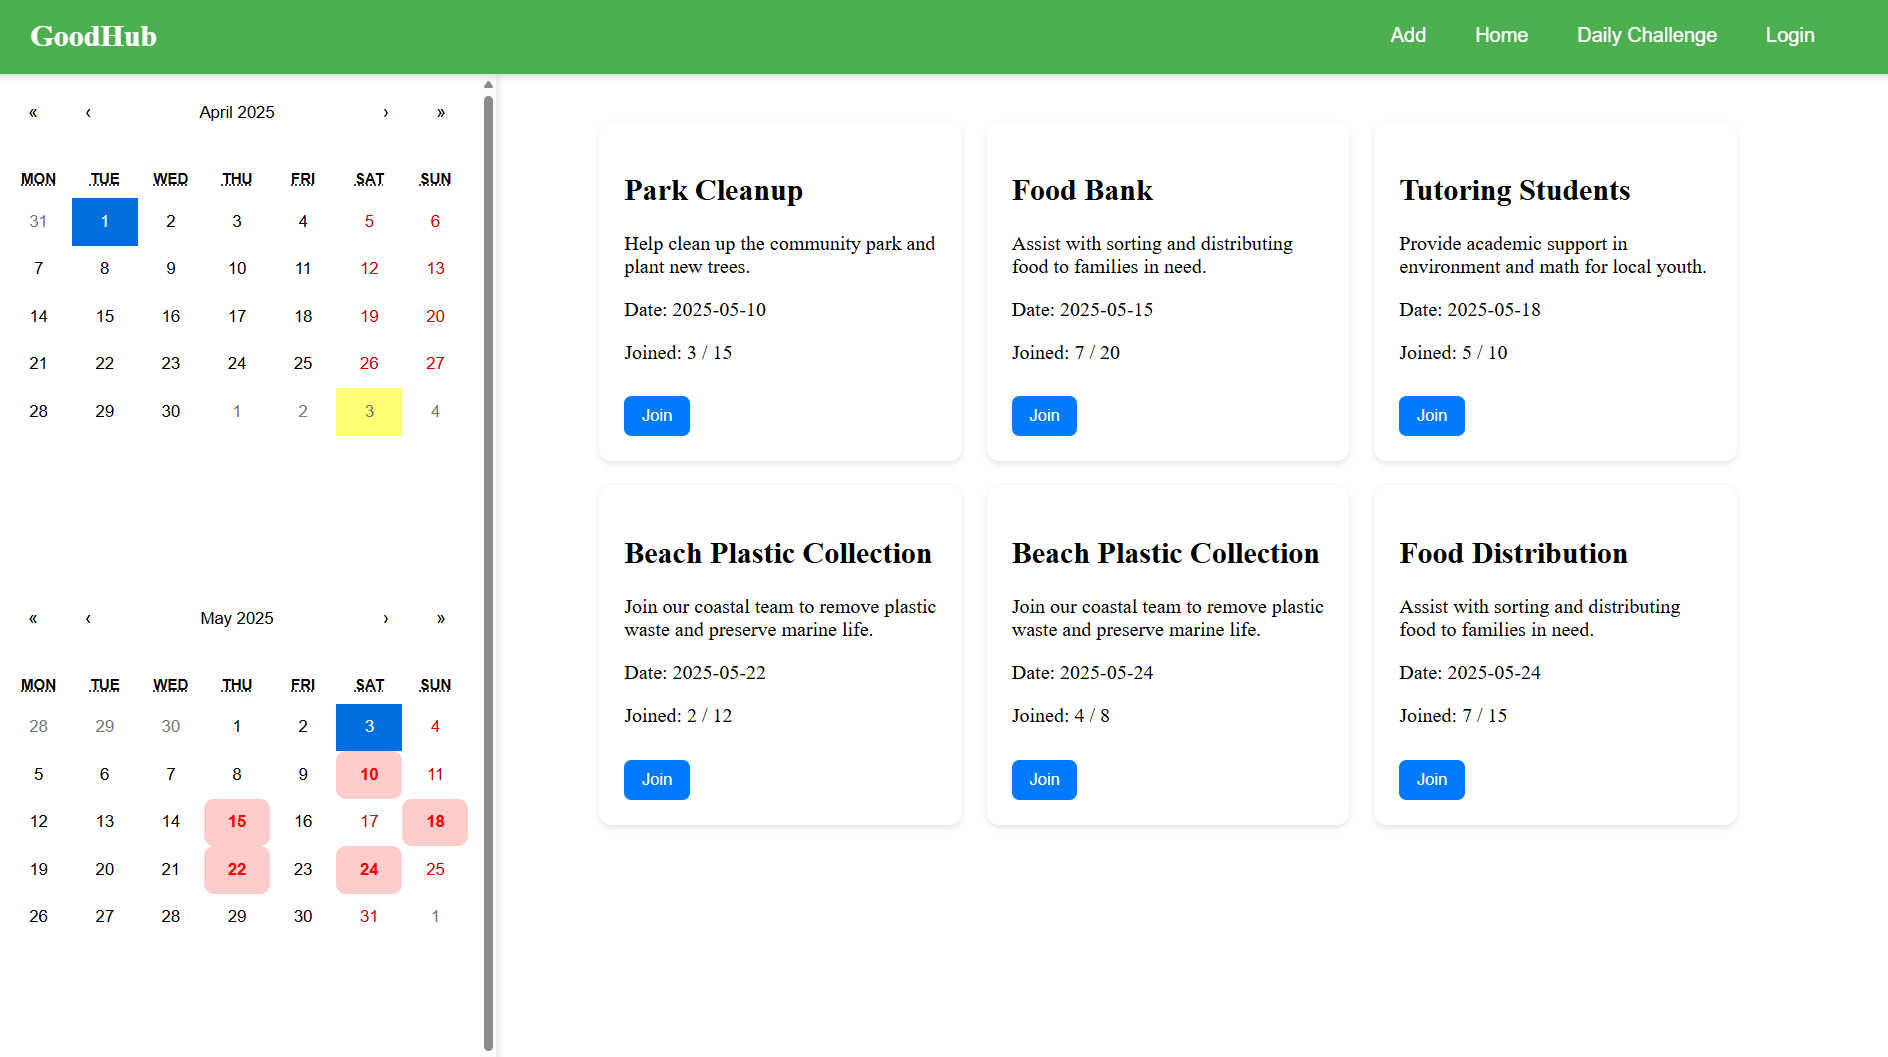 GoodHub
Add Home Daily Challenge Login
« ‹ April 2025 › »
MON TUE WED THU FRI SAT SUN
31 1 2 3 4 5 6
7 8 9 10 11 12 13
14 15 16 17 18 19 20
21 22 23 24 25 26 27
28 29 30 1 2 3 4
« ‹ May 2025 › »
MON TUE WED THU FRI SAT SUN
28 29 30 1 2 3 4
5 6 7 8 9 10 11
12 13 14 15 16 17 18
19 20 21 22 23 24 25
26 27 28 29 30 31 1
Park Cleanup
Help clean up the community park and
plant new trees.
Date: 2025-05-10
Joined: 3 / 15
Join
Food Bank
Assist with sorting and distributing
food to families in need.
Date: 2025-05-15
Joined: 7 / 20
Join
Tutoring Students
Provide academic support in
environment and math for local youth.
Date: 2025-05-18
Joined: 5 / 10
Join
Beach Plastic Collection
Join our coastal team to remove plastic
waste and preserve marine life.
Date: 2025-05-22
Joined: 2 / 12
Join
Beach Plastic Collection
Join our coastal team to remove plastic
waste and preserve marine life.
Date: 2025-05-24
Joined: 4 / 8
Join
Food Distribution
Assist with sorting and distributing
food to families in need.
Date: 2025-05-24
Joined: 7 / 15
Join